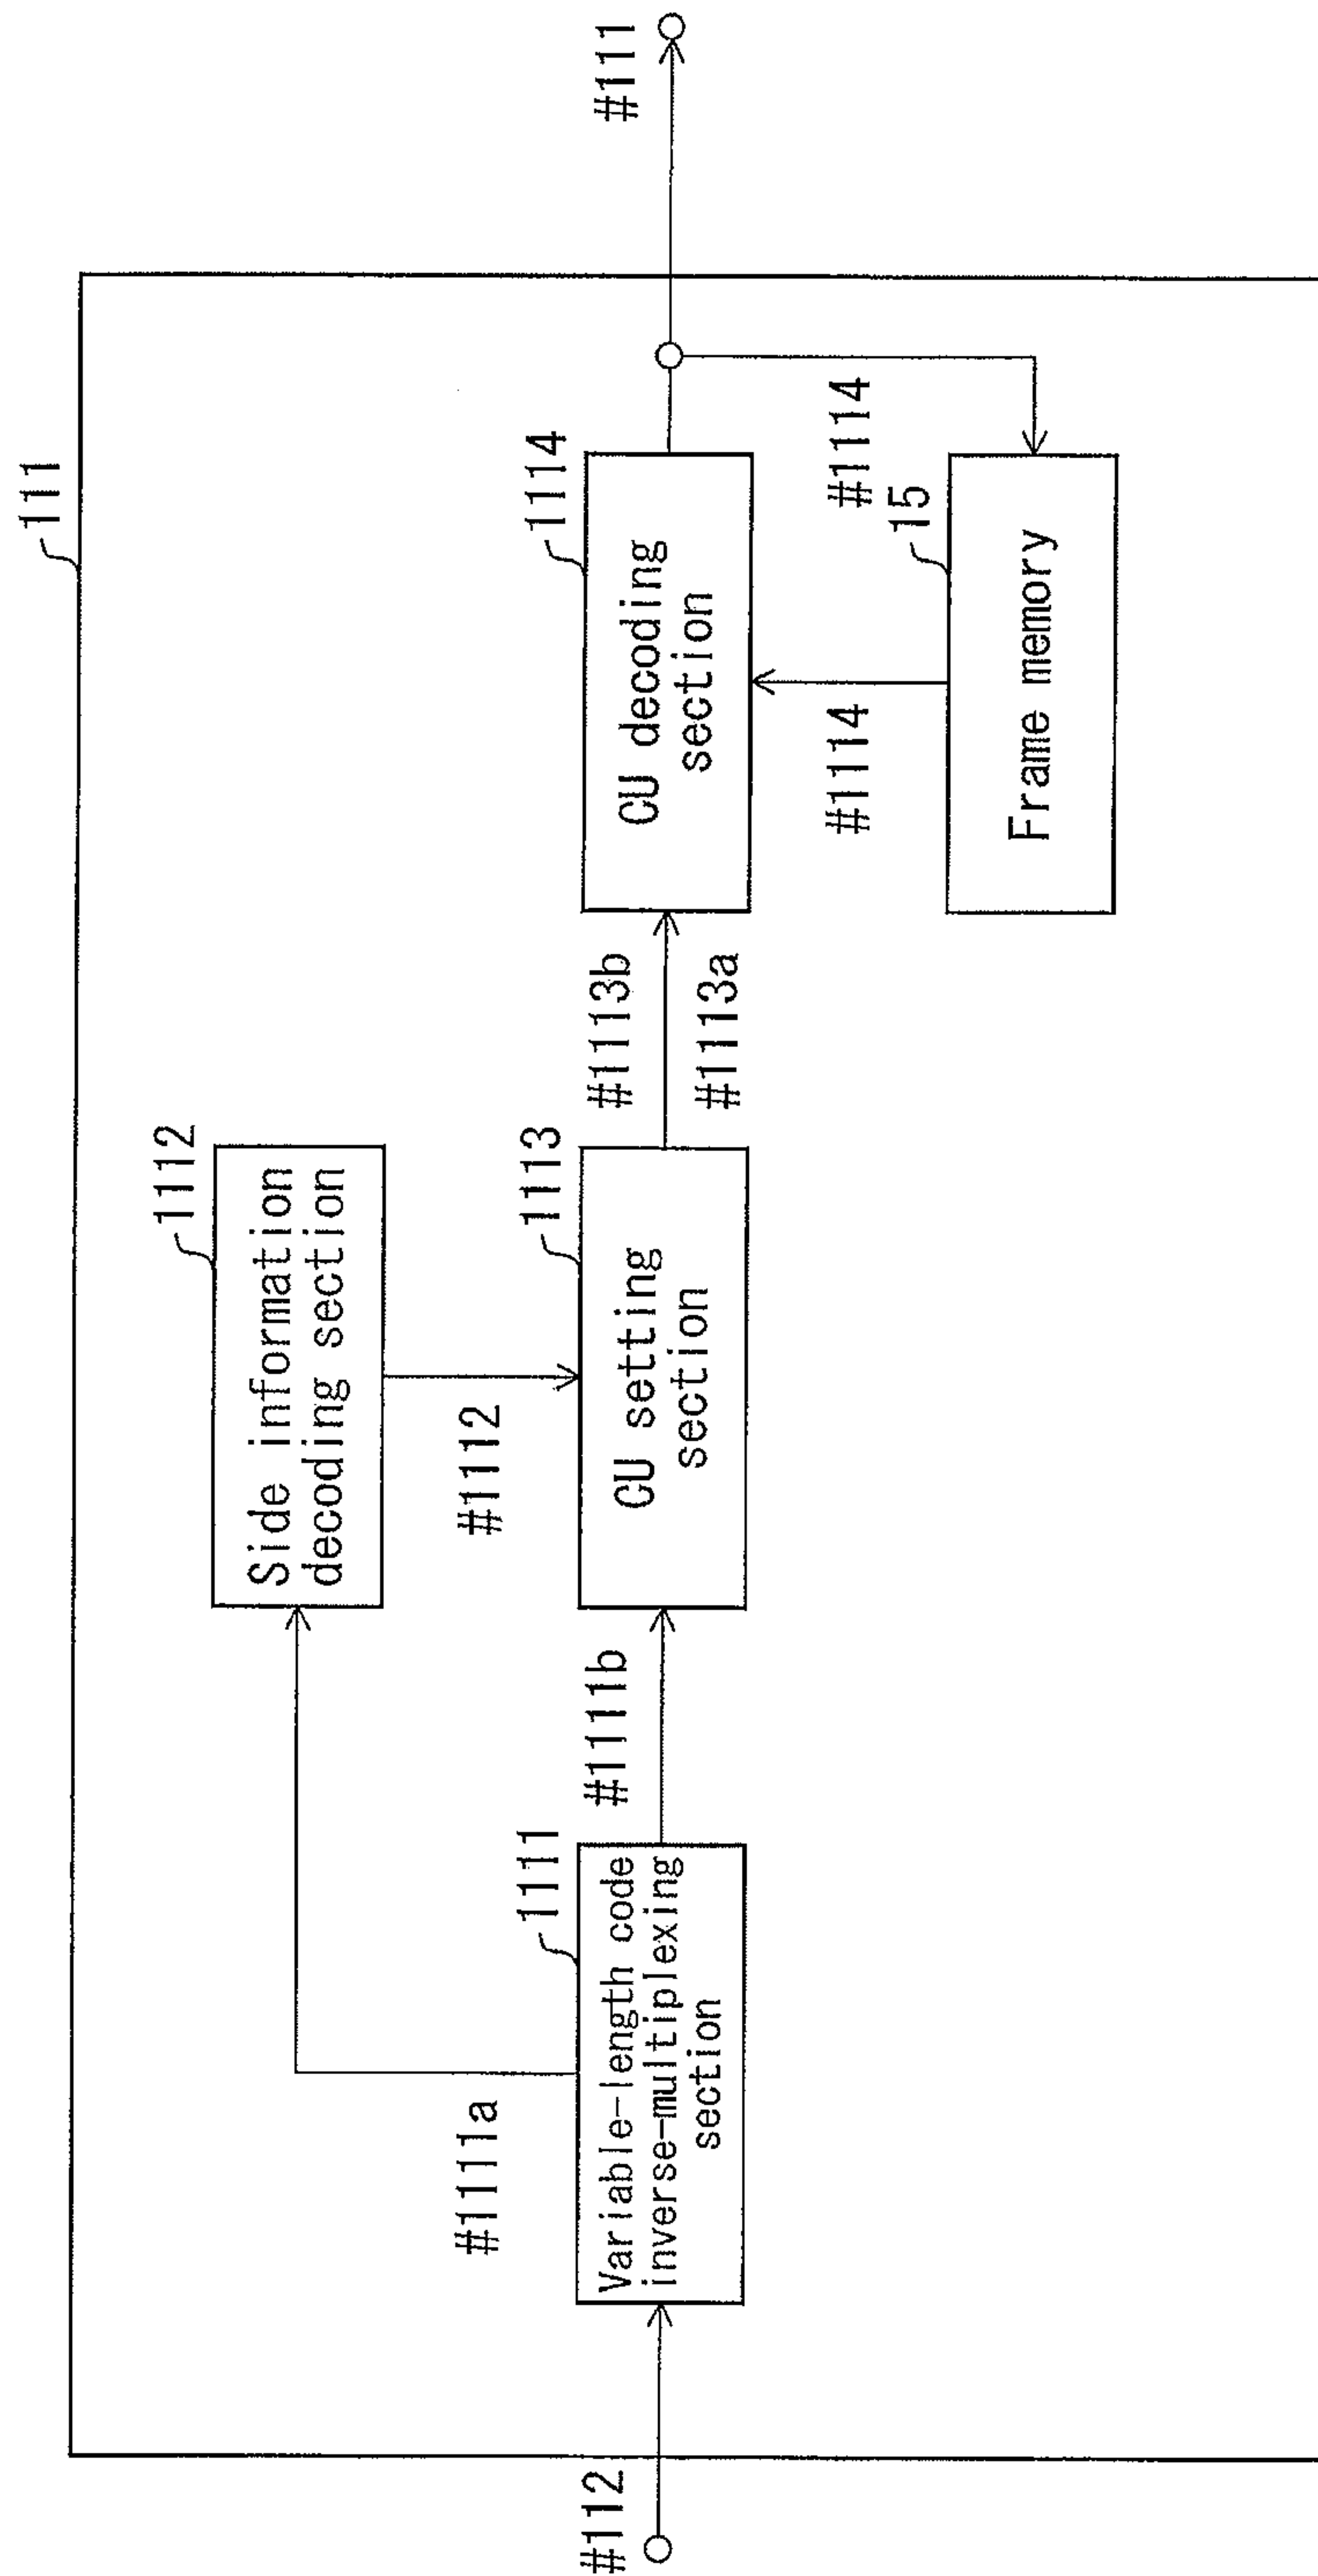 111
#112
#1111a
1111
Variable-length code
inverse-multiplexing
section
#1111b
1112
Side information
decoding section
#1112
1113
CU setting
section
#1113b
#1113a
1114
CU decoding
section
#1114
#1114
15
Frame memory
#111